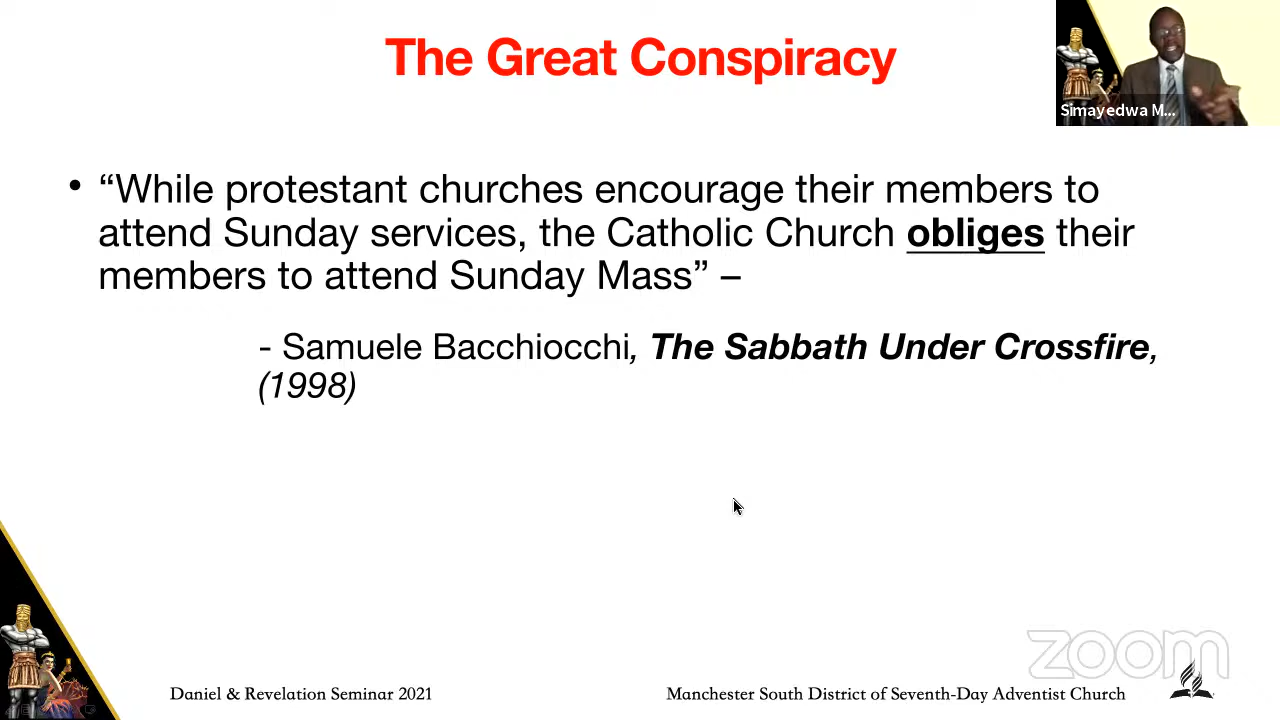 The Great Conspiracy
Simayedwa M...
• “While protestant churches encourage their members to
attend Sunday services, the Catholic Church obliges their
members to attend Sunday Mass” –
- Samuele Bacchiocchi, The Sabbath Under Crossfire,
(1998)
zoom
Daniel & Revelation Seminar 2021
Manchester South District of Seventh-Day Adventist Church